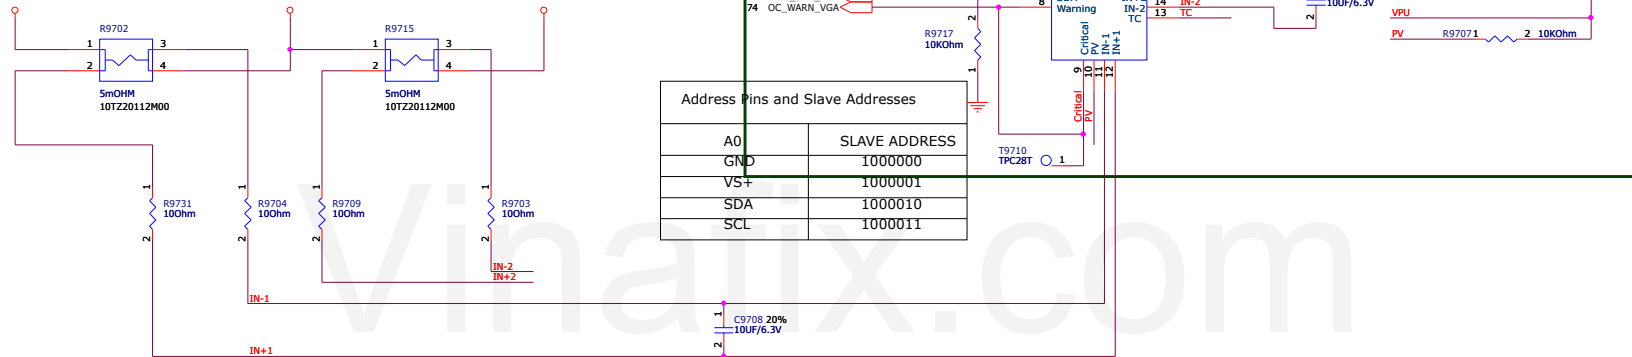 74 OC_WARN_VGA
8
Warning
IN-2
TC
14 IN-2
13 TC
10UF/6.3V
2
VPU
PV
R9707 1 2 10KOhm
R9702
1 3
2 4
5mOHM
10TZ20112M00
R9715
1 3
2 4
5mOHM
10TZ20112M00
R9717
10KOhm
2
1
Critical
PV
IN-1
IN+1
9
10
11
12
Critical
PV
T9710
TPC28T
1
Address Pins and Slave Addresses
A0 SLAVE ADDRESS
GND 1000000
VS+ 1000001
SDA 1000010
SCL 1000011
1
R9731
10Ohm
2
1
R9704
10Ohm
2
1
R9709
10Ohm
2
1
R9703
10Ohm
2
IN-2
IN+2
IN-1
1
C9708 20%
10UF/6.3V
2
IN+1
Vinafix.com